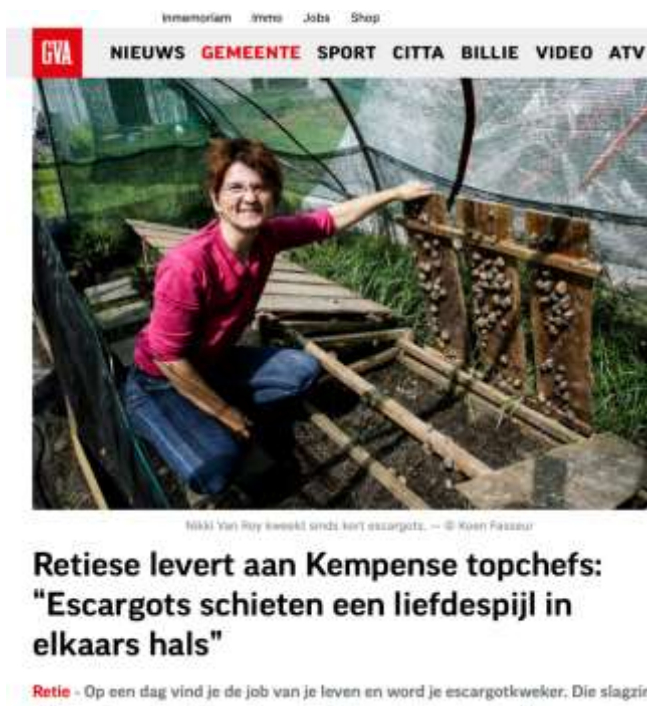 Inmemoriam Immo Jobs Shop
GVA NIEUWS GEMEENTE SPORT CITTA BILLIE VIDEO ATV
Nikki Van Roy kweekt sinds kort escargots. — © Koen Fasseur
Retiese levert aan Kempense topchefs:
“Escargots schieten een liefdespijl in
elkaars hals”
Retie - Op een dag vind je de job van je leven en word je escargotkweker. Die slagzin